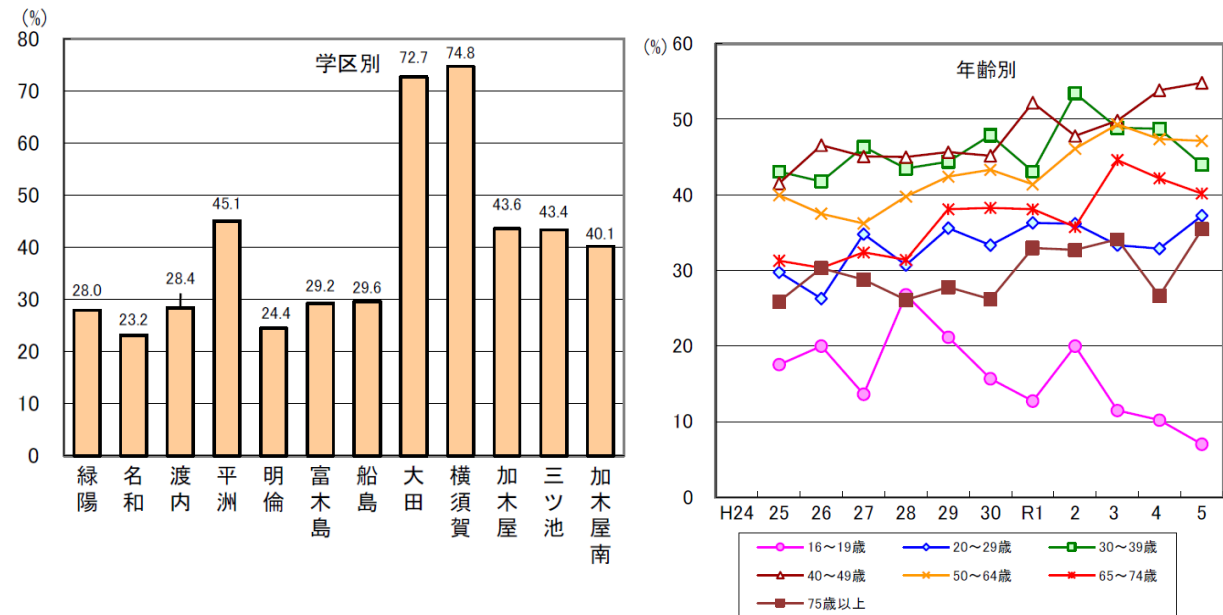 (%)
学区別
80
70
60
50
40
30
20
10
0
28.0
23.2
28.4
45.1
24.4
29.2
29.6
72.7
74.8
43.6
43.4
40.1
緑陽
名和
渡内
平洲
明倫
富木島
船島
大田
横須賀
加木屋
三ツ池
加木屋南
(%)
年齢別
60
50
40
30
20
10
0
H24 25 26 27 28 29 30 R1 2 3 4 5
16～19歳 20～29歳 30～39歳
40～49歳 50～64歳 65～74歳
75歳以上